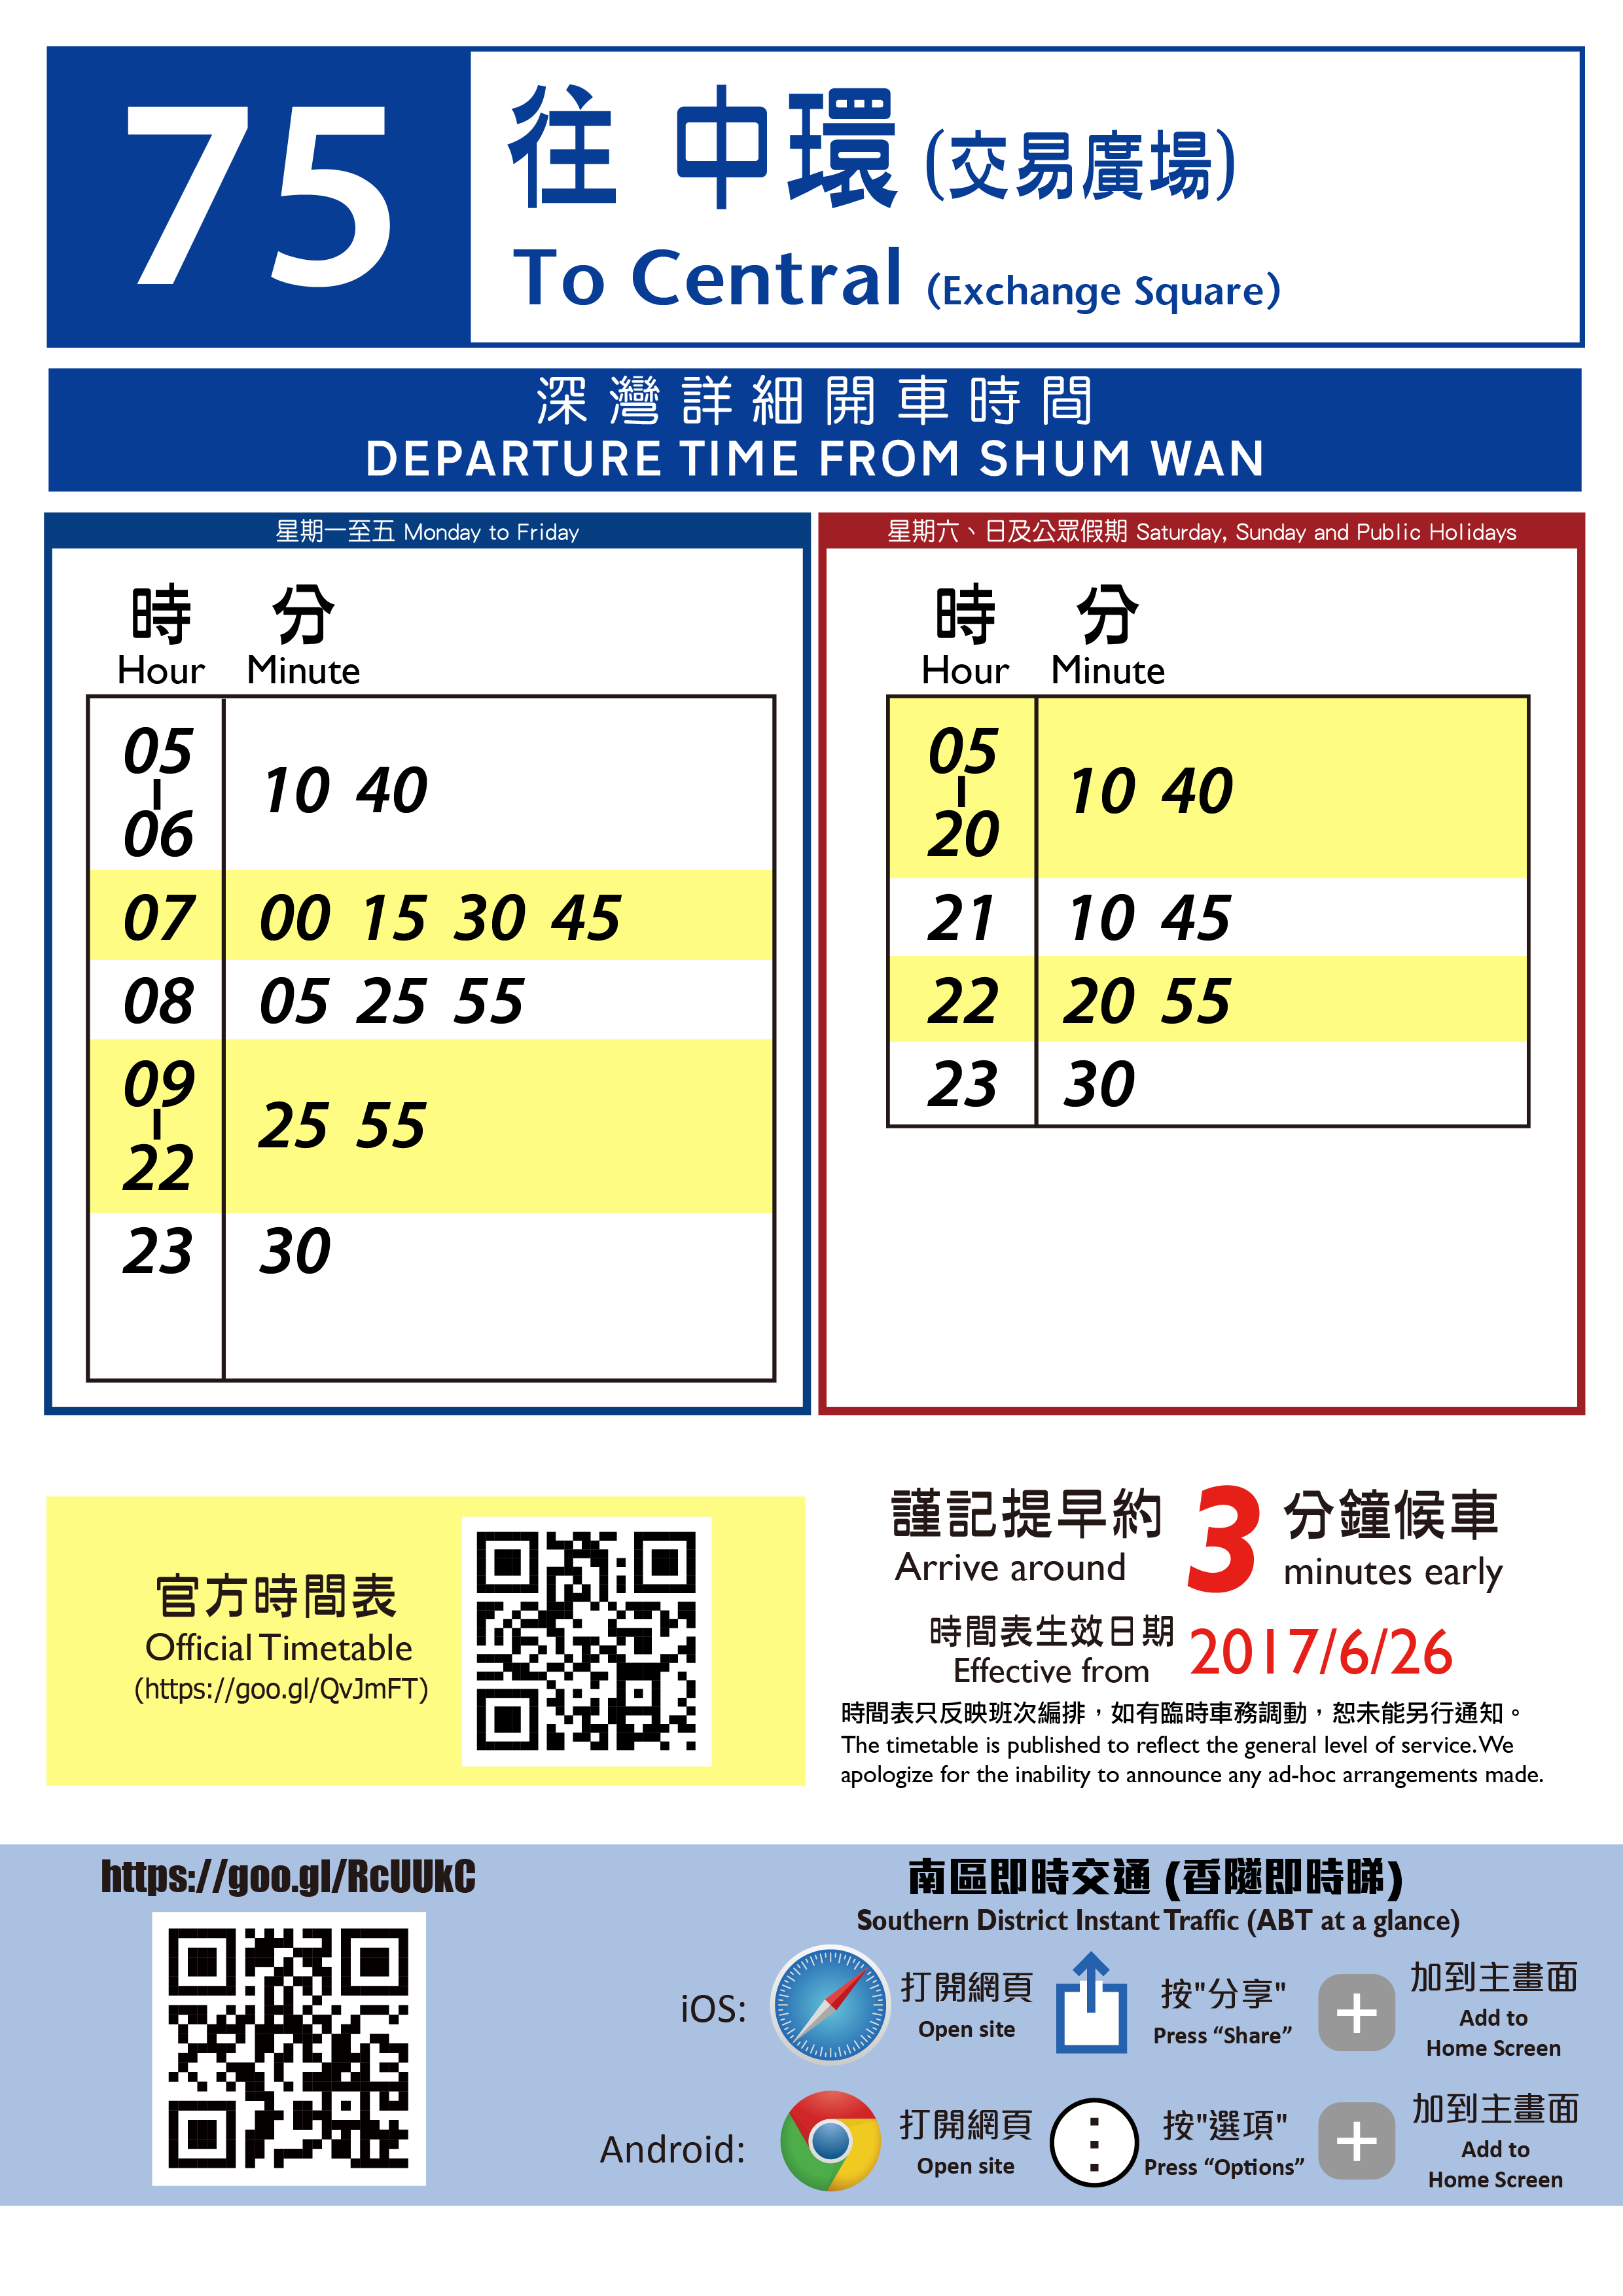 75
往 中環 (交易廣場)
To Central (Exchange Square)
深灣詳細開車時間
DEPARTURE TIME FROM SHUM WAN
星期一至五 Monday to Friday
時 分
Hour Minute
05
-
06
10 40
07 00 15 30 45
08 05 25 55
09
-
22
25 55
23 30
星期六、日及公眾假期 Saturday, Sunday and Public Holidays
時 分
Hour Minute
05
-
20
10 40
21 10 45
22 20 55
23 30
官方時間表
Official Timetable
(https://goo.gl/QvJmFT)
謹記提早約 3 分鐘候車
Arrive around minutes early
時間表生效日期
Effective from
2017/6/26
時間表只反映班次編排，如有臨時車務調動，恕未能另行通知。
The timetable is published to reflect the general level of service. We
apologize for the inability to announce any ad-hoc arrangements made.
https://goo.gl/RcUUkC
南區即時交通 (香隧即時睇)
Southern District Instant Traffic (ABT at a glance)
iOS:
打開網頁
Open site
按"分享"
Press “Share”
加到主畫面
Add to
Home Screen
Android:
打開網頁
Open site
按"選項"
Press “Options”
加到主畫面
Add to
Home Screen